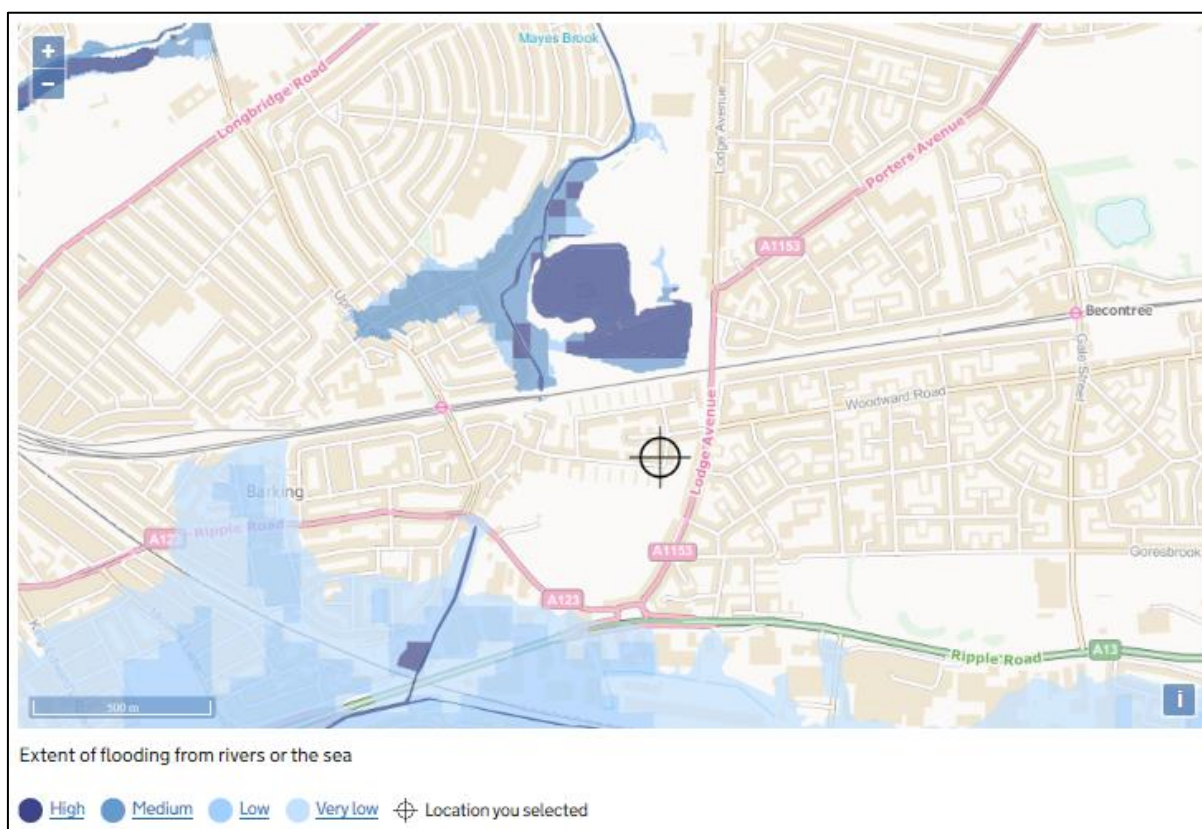 +
−
Mayes Brook
Longbridge Road
Lodge Avenue
Porters Avenue
A1153
Becontree
Gale Street
Woodward Road
Lodge Avenue
Barking
Ripple Road
A1153
Goresbrook
A123
Ripple Road
A13
500 m
i
Extent of flooding from rivers or the sea
High Medium Low Very low Location you selected